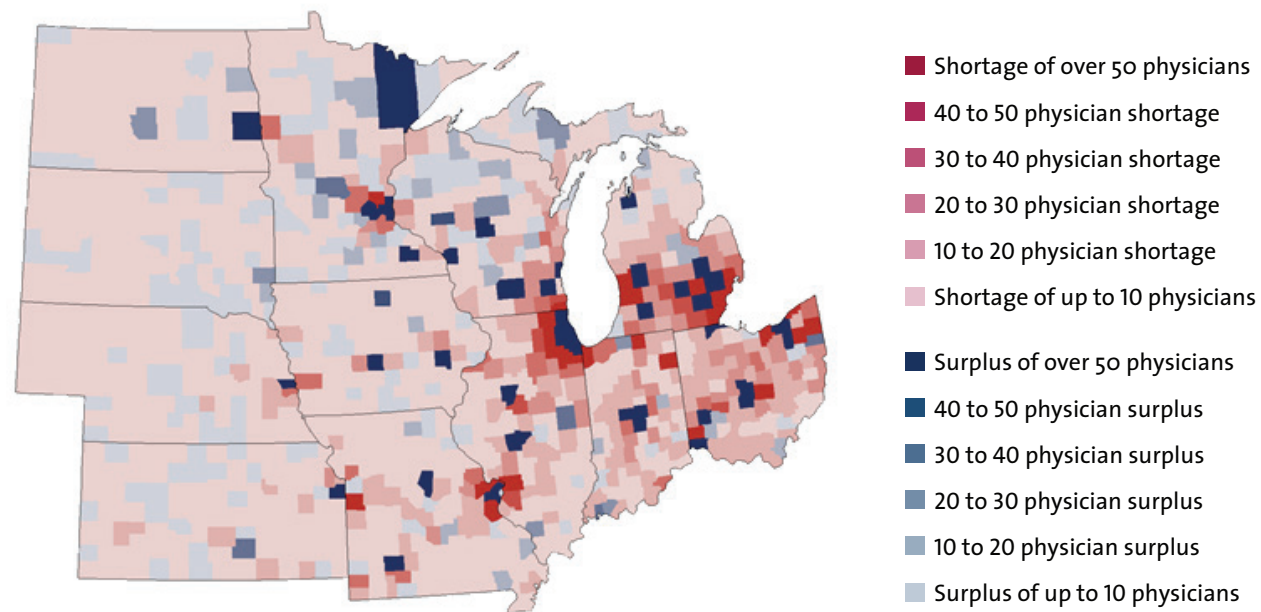 Shortage of over 50 physicians
40 to 50 physician shortage
30 to 40 physician shortage
20 to 30 physician shortage
10 to 20 physician shortage
Shortage of up to 10 physicians
Surplus of over 50 physicians
40 to 50 physician surplus
30 to 40 physician surplus
20 to 30 physician surplus
10 to 20 physician surplus
Surplus of up to 10 physicians